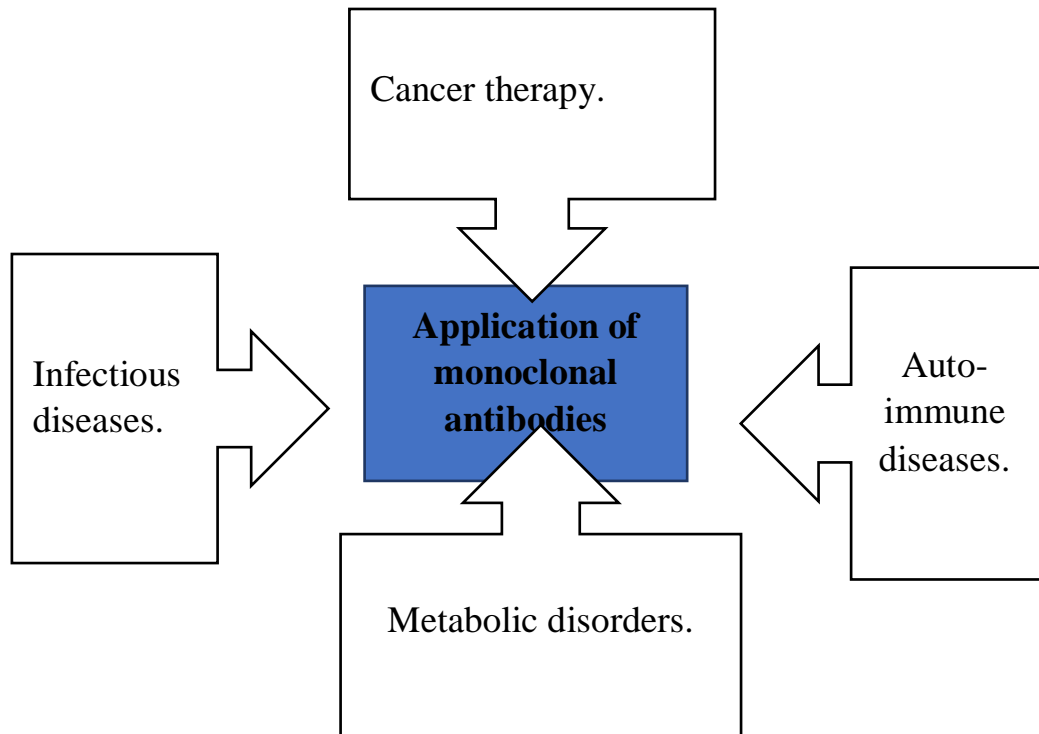 Cancer therapy.
Application of
monoclonal
antibodies
Infectious
diseases.
Auto-
immune
diseases.
Metabolic disorders.